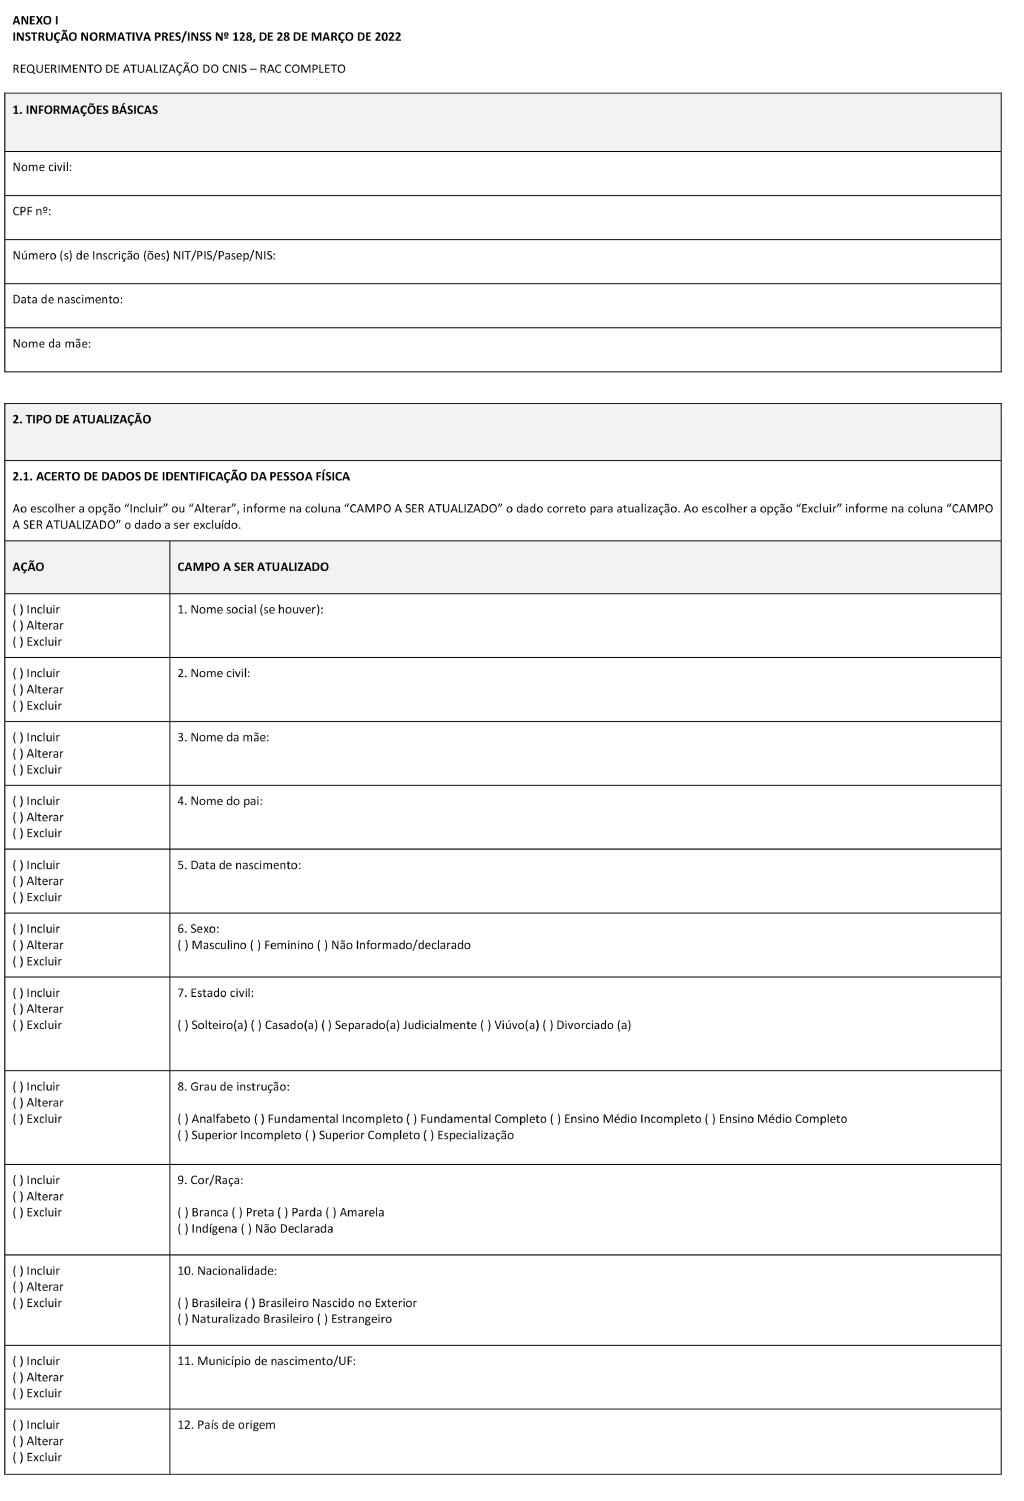 ANEXO I
INSTRUÇÃO NORMATIVA PRES/INSS Nº 128, DE 28 DE MARÇO DE 2022
REQUERIMENTO DE ATUALIZAÇÃO DO CNIS – RAC COMPLETO
1. INFORMAÇÕES BÁSICAS
Nome civil:
CPF nº:
Número (s) de Inscrição (ões) NIT/PIS/Pasep/NIS:
Data de nascimento:
Nome da mãe:
2. TIPO DE ATUALIZAÇÃO
2.1. ACERTO DE DADOS DE IDENTIFICAÇÃO DA PESSOA FÍSICA
Ao escolher a opção “Incluir” ou “Alterar”, informe na coluna “CAMPO A SER ATUALIZADO” o dado correto para atualização. Ao escolher a opção “Excluir” informe na coluna “CAMPO
A SER ATUALIZADO” o dado a ser excluído.
AÇÃO
CAMPO A SER ATUALIZADO
( ) Incluir
( ) Alterar
( ) Excluir
1. Nome social (se houver):
( ) Incluir
( ) Alterar
( ) Excluir
2. Nome civil:
( ) Incluir
( ) Alterar
( ) Excluir
3. Nome da mãe:
( ) Incluir
( ) Alterar
( ) Excluir
4. Nome do pai:
( ) Incluir
( ) Alterar
( ) Excluir
5. Data de nascimento:
( ) Incluir
( ) Alterar
( ) Excluir
6. Sexo:
( ) Masculino ( ) Feminino ( ) Não Informado/declarado
( ) Incluir
( ) Alterar
( ) Excluir
7. Estado civil:
( ) Solteiro(a) ( ) Casado(a) ( ) Separado(a) Judicialmente ( ) Viúvo(a) ( ) Divorciado (a)
( ) Incluir
( ) Alterar
( ) Excluir
8. Grau de instrução:
( ) Analfabeto ( ) Fundamental Incompleto ( ) Fundamental Completo ( ) Ensino Médio Incompleto ( ) Ensino Médio Completo
( ) Superior Incompleto ( ) Superior Completo ( ) Especialização
( ) Incluir
( ) Alterar
( ) Excluir
9. Cor/Raça:
( ) Branca ( ) Preta ( ) Parda ( ) Amarela
( ) Indígena ( ) Não Declarada
( ) Incluir
( ) Alterar
( ) Excluir
10. Nacionalidade:
( ) Brasileira ( ) Brasileiro Nascido no Exterior
( ) Naturalizado Brasileiro ( ) Estrangeiro
( ) Incluir
( ) Alterar
( ) Excluir
11. Município de nascimento/UF:
( ) Incluir
( ) Alterar
( ) Excluir
12. País de origem